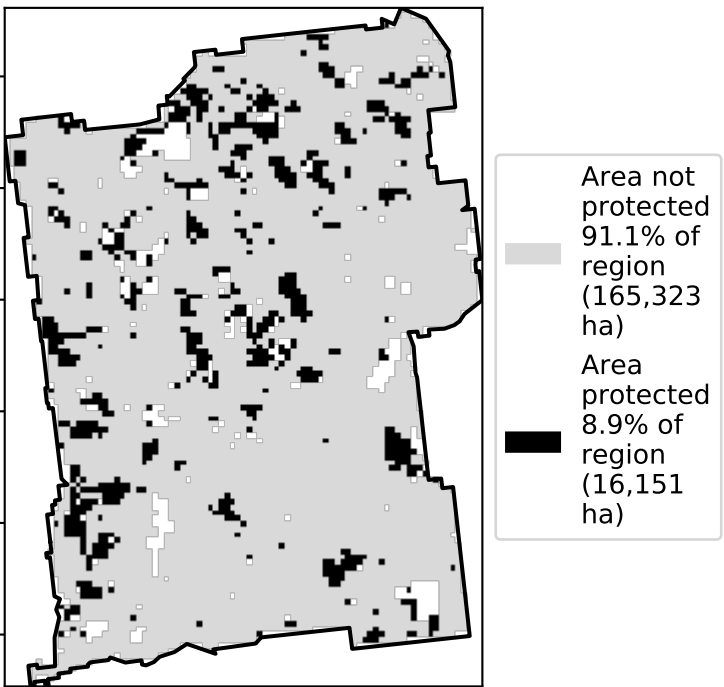 Area not
protected
91.1% of
region
(165,323
ha)
Area
protected
8.9% of
region
(16,151
ha)